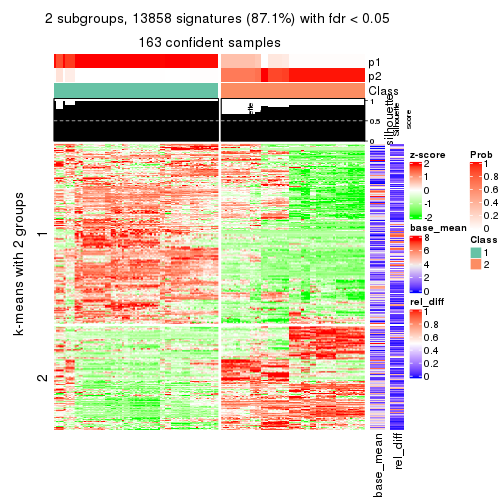 2 subgroups, 13858 signatures (87.1%) with fdr < 0.05
163 confident samples
p1
p2
Class
1
0.5
0
silhouette
Silhouette
score
k-means with 2 groups
1
2
base_mean
rel_diff
z-score
2
1
0
-1
-2
base_mean
8
6
4
2
0
rel_diff
1
0.8
0.6
0.4
0.2
0
Prob
1
0.8
0.6
0.4
0.2
0
Class
1
2